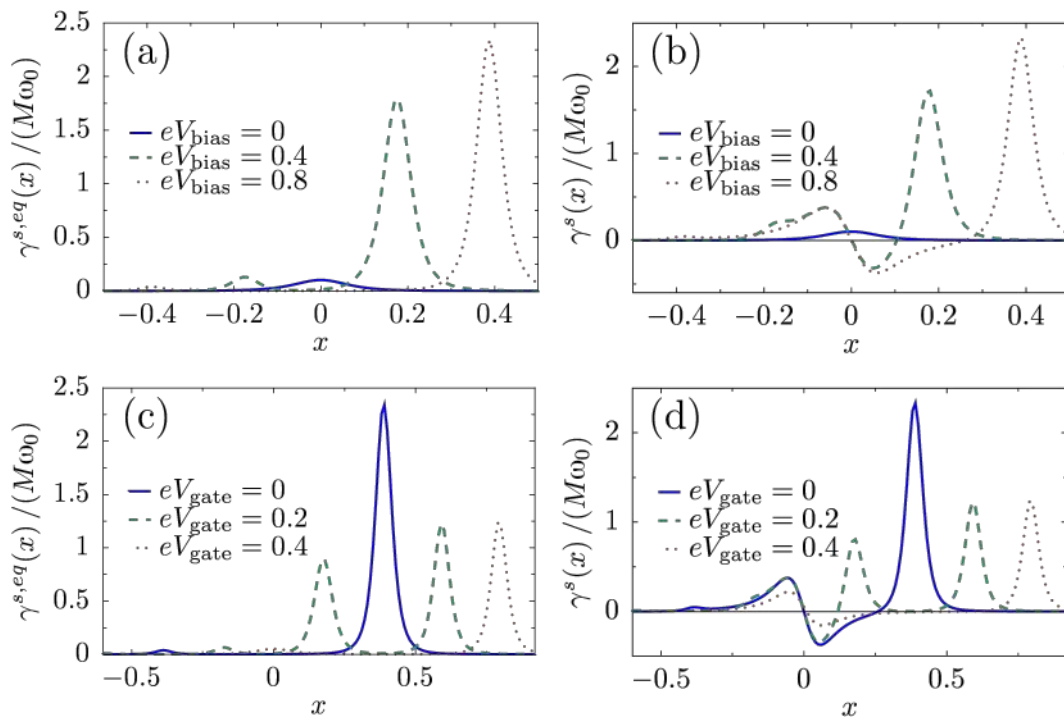 (a)
γ^{s,eq}(x)/(Mω₀)
2.5
2
1.5
1
0.5
0
eV_bias = 0
eV_bias = 0.4
eV_bias = 0.8
−0.4 −0.2 0 0.2 0.4
x
(b)
γ^s(x)/(Mω₀)
2
1
0
eV_bias = 0
eV_bias = 0.4
eV_bias = 0.8
−0.4 −0.2 0 0.2 0.4
x
(c)
γ^{s,eq}(x)/(Mω₀)
2.5
2
1.5
1
0.5
0
eV_gate = 0
eV_gate = 0.2
eV_gate = 0.4
−0.5 0 0.5
x
(d)
γ^s(x)/(Mω₀)
2
1
0
eV_gate = 0
eV_gate = 0.2
eV_gate = 0.4
−0.5 0 0.5
x